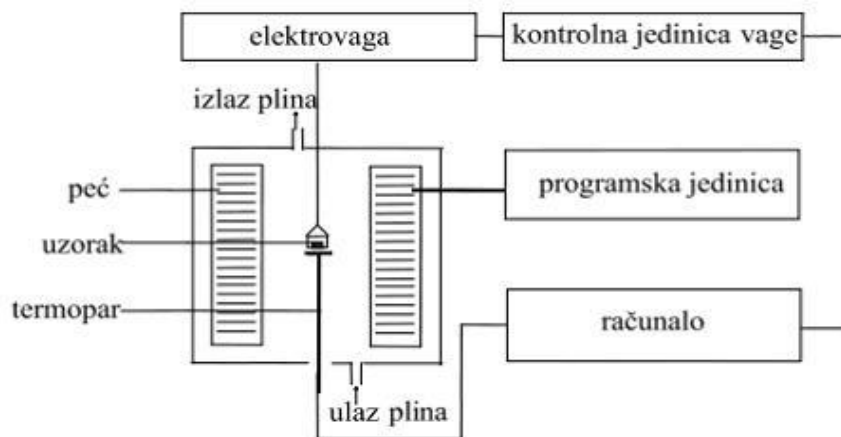 elektrovaga
kontrolna jedinica vage
izlaz plina
peć
programska jedinica
uzorak
termopar
računalo
ulaz plina